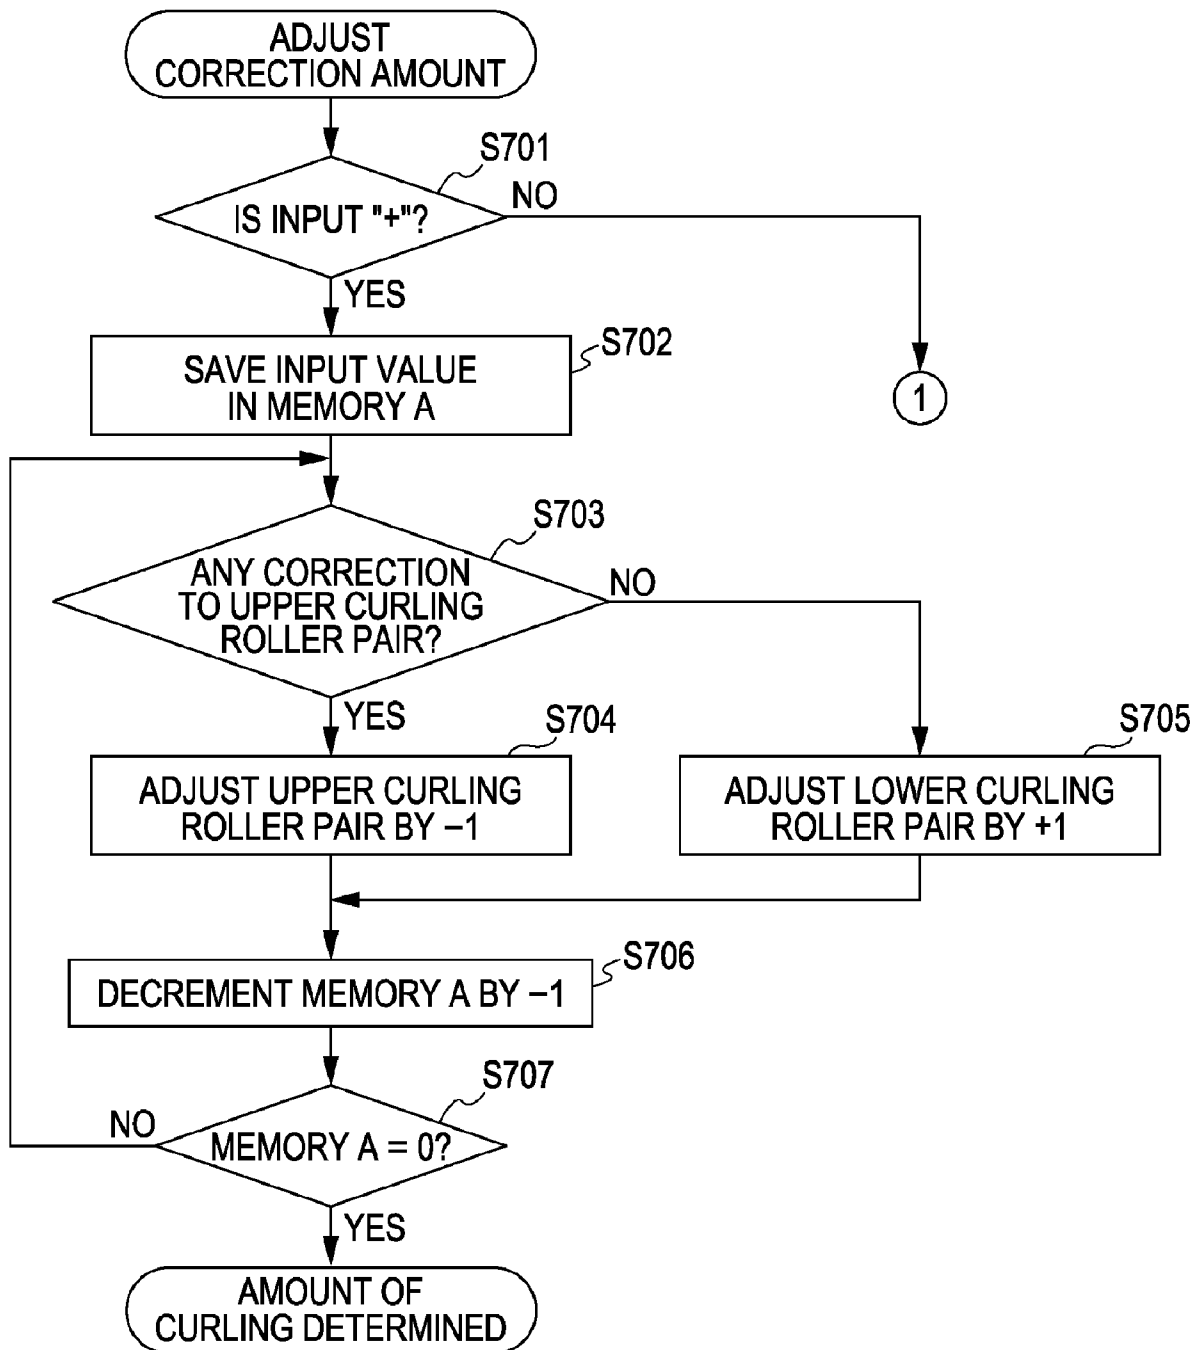 ADJUST
CORRECTION AMOUNT
S701
IS INPUT "+"?
NO
YES
S702
SAVE INPUT VALUE
IN MEMORY A
1
S703
ANY CORRECTION
TO UPPER CURLING
ROLLER PAIR?
NO
YES
S704
ADJUST UPPER CURLING
ROLLER PAIR BY –1
S705
ADJUST LOWER CURLING
ROLLER PAIR BY +1
S706
DECREMENT MEMORY A BY –1
S707
MEMORY A = 0?
NO
YES
AMOUNT OF
CURLING DETERMINED